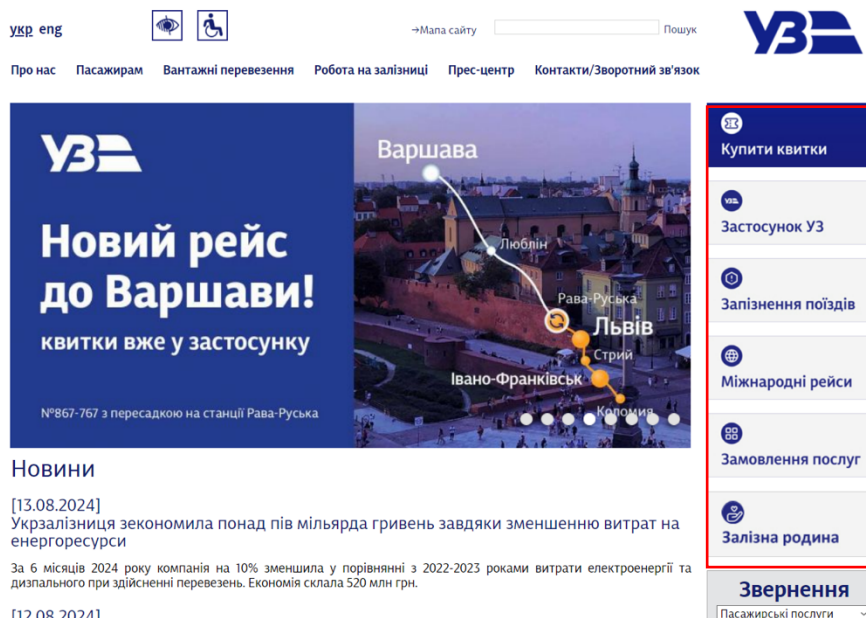 укр eng
→Мапа сайту
Пошук
УЗ
Про нас Пасажирам Вантажні перевезення Робота на залізниці Прес-центр Контакти/Зворотний зв'язок
УЗ
Новий рейс
до Варшави!
квитки вже у застосунку
№867-767 з пересадкою на станції Рава-Руська
Варшава
Люблін
Рава-Руська
Львів
Стрий
Івано-Франківськ
Коломия
Купити квитки
УЗ
Застосунок УЗ
Запізнення поїздів
Міжнародні рейси
Замовлення послуг
Залізна родина
Звернення
Пасажирські послуги
Новини
[13.08.2024]
Укрзалізниця зекономила понад пів мільярда гривень завдяки зменшенню витрат на
енергоресурси
За 6 місяців 2024 року компанія на 10% зменшила у порівнянні з 2022-2023 роками витрати електроенергії та
дизпального при здійсненні перевезень. Економія склала 520 млн грн.
[12.08.2024]